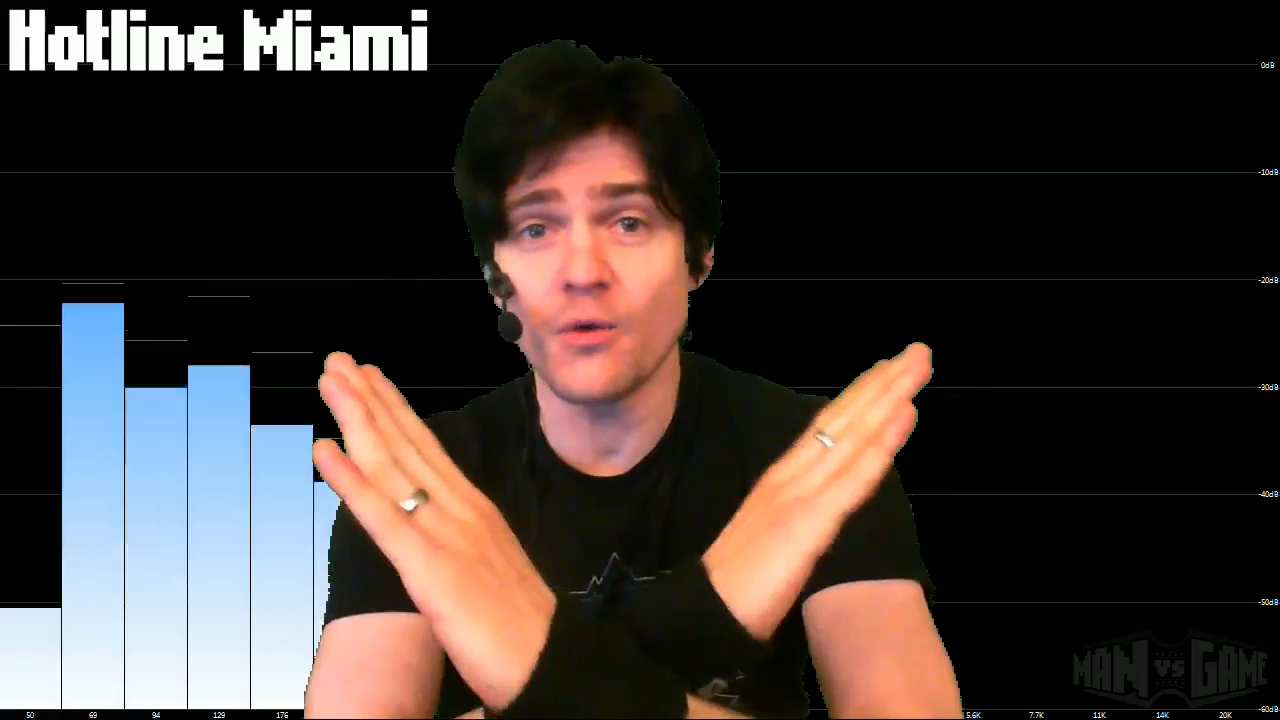 Hotline Miami
0dB
-10dB
-20dB
-30dB
-40dB
-50dB
MAN VS GAME
-60dB
50 69 94 129 176 5.6K 7.7K 11K 14K 20K